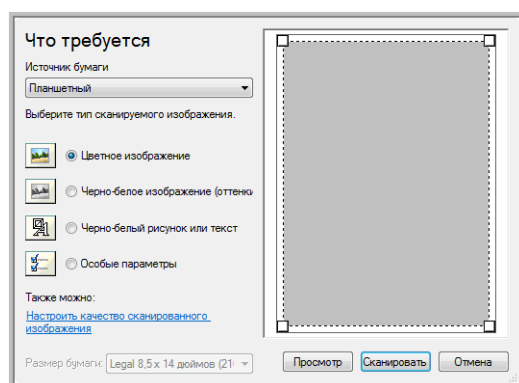 Что требуется
Источник бумаги
Планшетный
Выберите тип сканируемого изображения.
Цветное изображение
Черно-белое изображение (оттенки
Черно-белый рисунок или текст
Особые параметры
Также можно:
Настроить качество сканированного
изображения
Размер бумаги: Legal 8,5 x 14 дюймов (21
Просмотр Сканировать Отмена